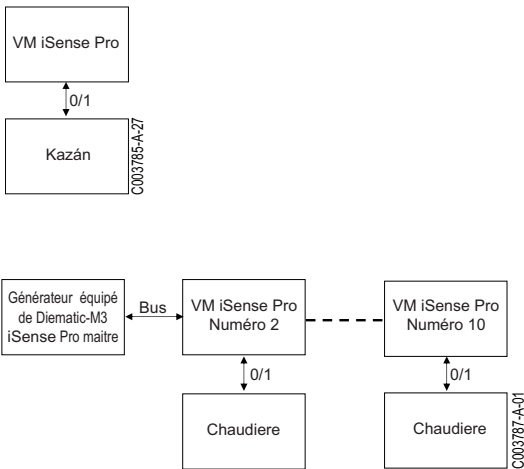 VM iSense Pro
0/1
Kazán
C003785-A-27
Générateur équipé
de Diematic-M3
iSense Pro maitre
Bus
VM iSense Pro
Numéro 2
VM iSense Pro
Numéro 10
0/1
0/1
Chaudiere
Chaudiere
C003787-A-01